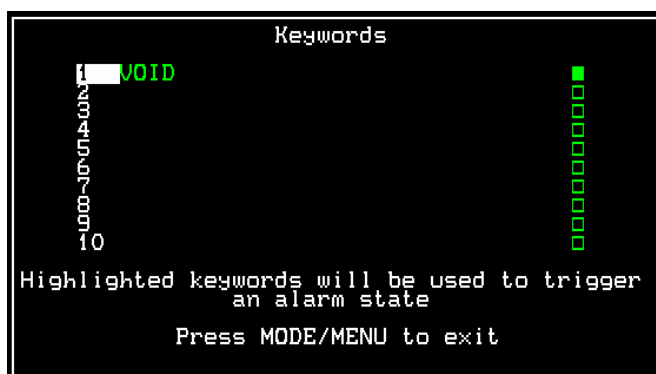 Keywords
1 VOID
2
3
4
5
6
7
8
9
10
Highlighted keywords will be used to trigger
an alarm state
Press MODE/MENU to exit